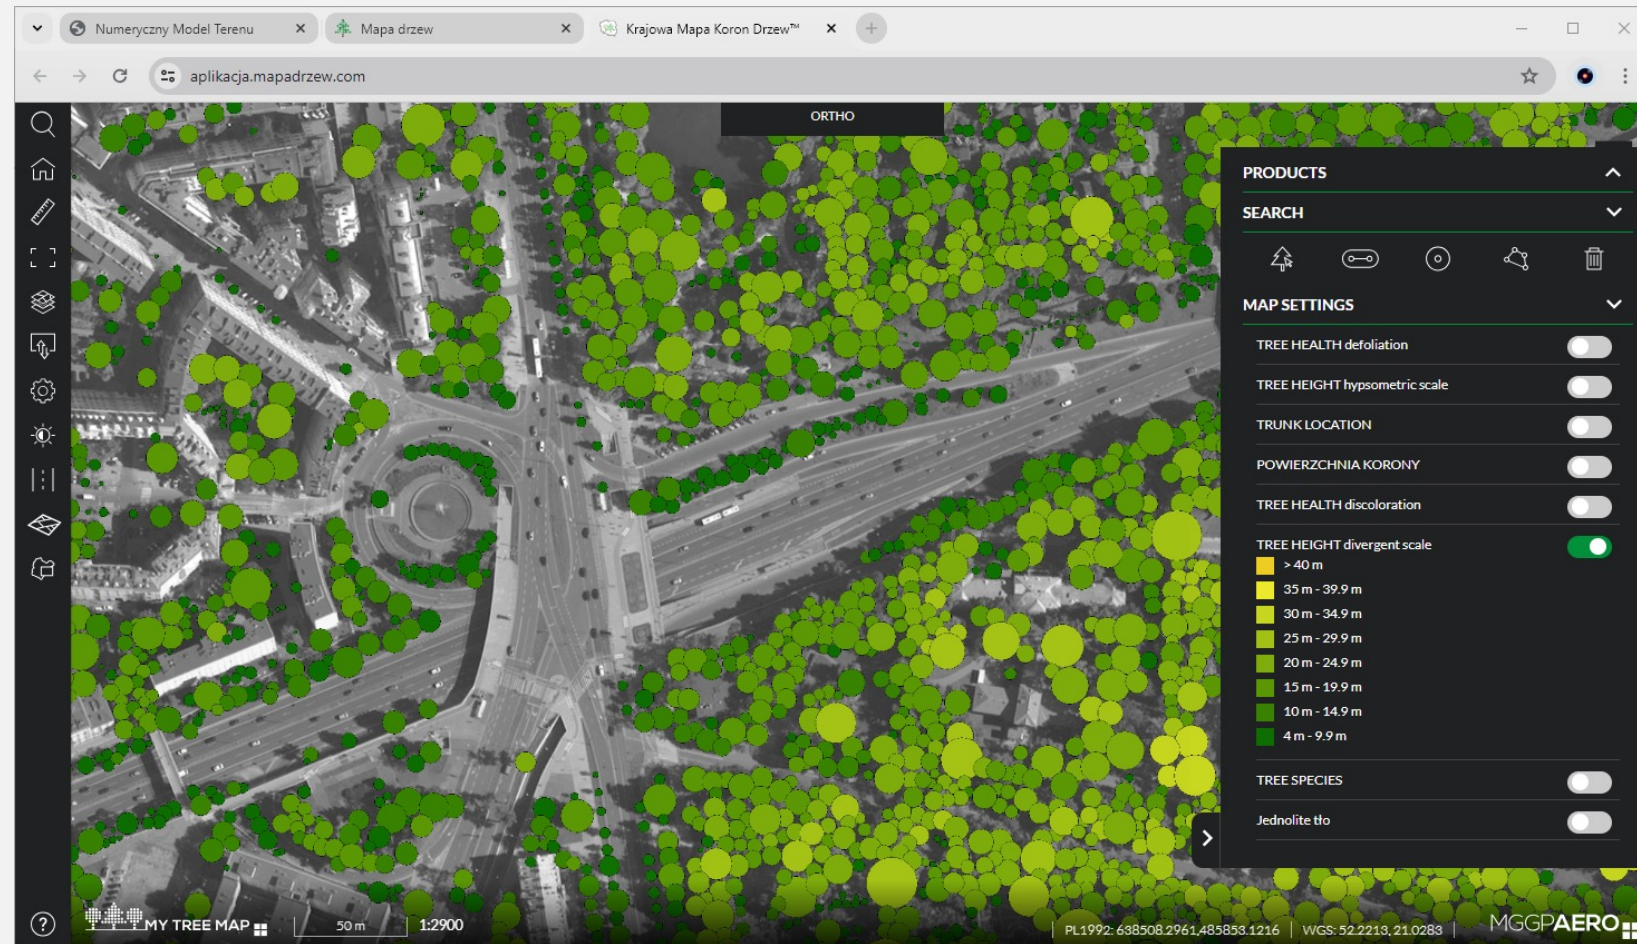 Numeryczny Model Terenu
Mapa drzew
Krajowa Mapa Koron Drzew™
aplikacja.mapadrzew.com
ORTHO
PRODUCTS
SEARCH
MAP SETTINGS
TREE HEALTH defoliation
TREE HEIGHT hypsometric scale
TRUNK LOCATION
POWIERZCHNIA KORONY
TREE HEALTH discoloration
TREE HEIGHT divergent scale
> 40 m
35 m - 39.9 m
30 m - 34.9 m
25 m - 29.9 m
20 m - 24.9 m
15 m - 19.9 m
10 m - 14.9 m
4 m - 9.9 m
TREE SPECIES
Jednolite tło
MY TREE MAP
50 m
1:2900
PL1992: 638508.2961,485853.1216 | WGS: 52.2213, 21.0283 |
MGGPAERO